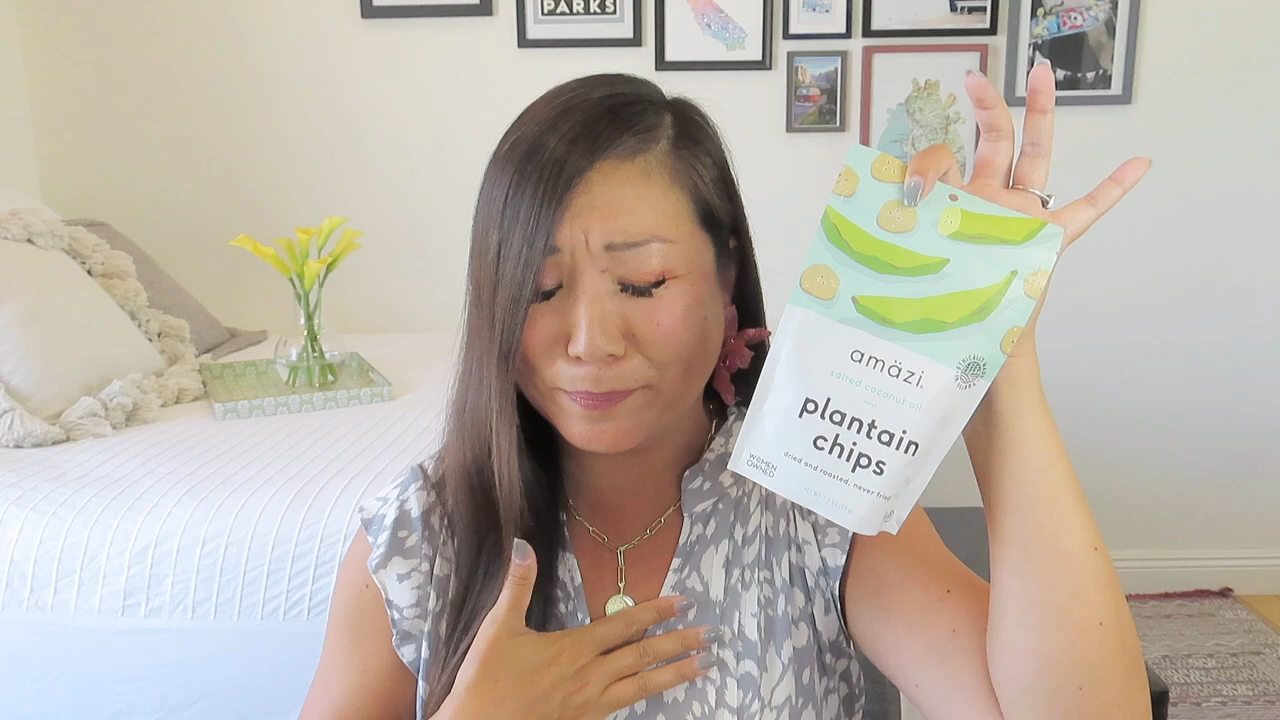 PARKS
amäzi.
salted coconut oil
plantain
chips
dried and roasted, never fried
WOMEN
OWNED